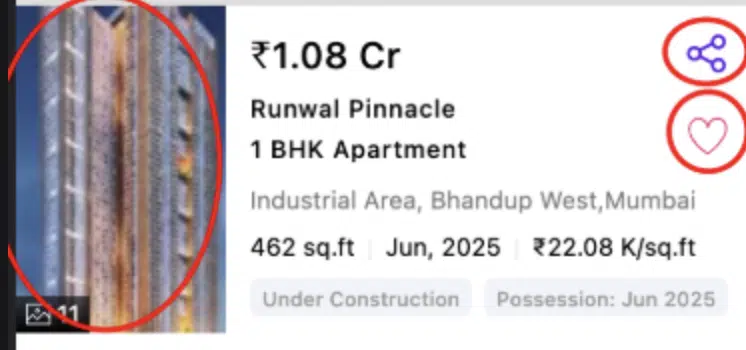 ₹1.08 Cr
Runwal Pinnacle
1 BHK Apartment
Industrial Area, Bhandup West,Mumbai
462 sq.ft Jun, 2025 ₹22.08 K/sq.ft
Under Construction Possession: Jun 2025
11